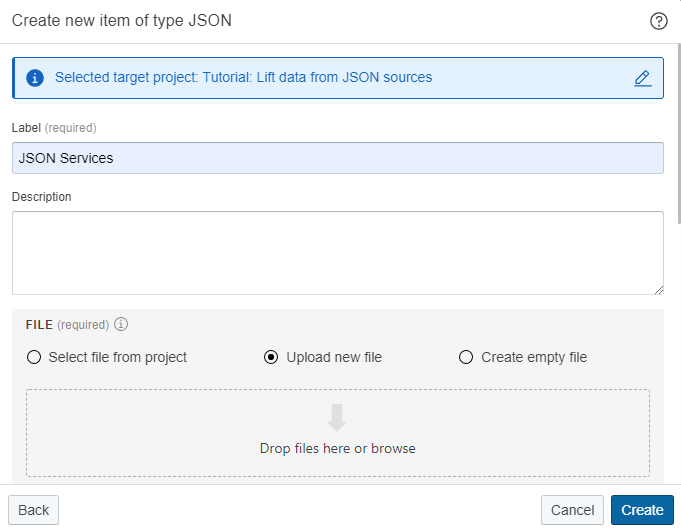 Create new item of type JSON
Selected target project: Tutorial: Lift data from JSON sources
Label (required)
JSON Services
Description
FILE (required)
Select file from project
Upload new file
Create empty file
Drop files here or browse
Back
Cancel
Create